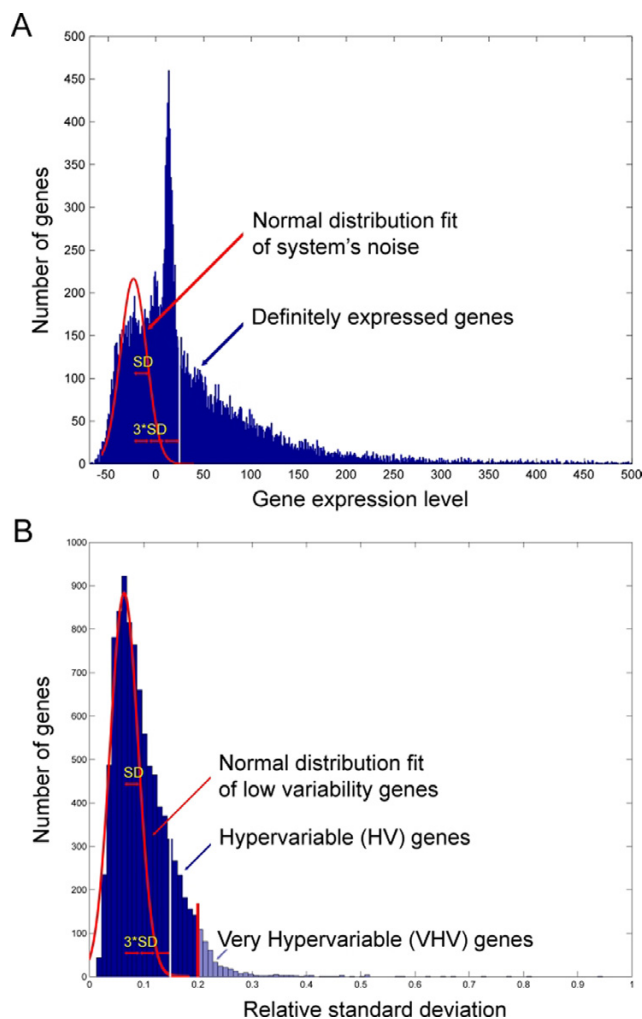 A
500
450
400
350
300
250
200
150
100
50
0
Number of genes
Normal distribution fit
of system's noise
Definitely expressed genes
SD
3*SD
-50 0 50 100 150 200 250 300 350 400 450 500
Gene expression level
B
1000
900
800
700
600
500
400
300
200
100
0
Number of genes
Normal distribution fit
of low variability genes
SD
Hypervariable (HV) genes
3*SD
Very Hypervariable (VHV) genes
0 0.1 0.2 0.3 0.4 0.5 0.6 0.7 0.8 0.9 1
Relative standard deviation